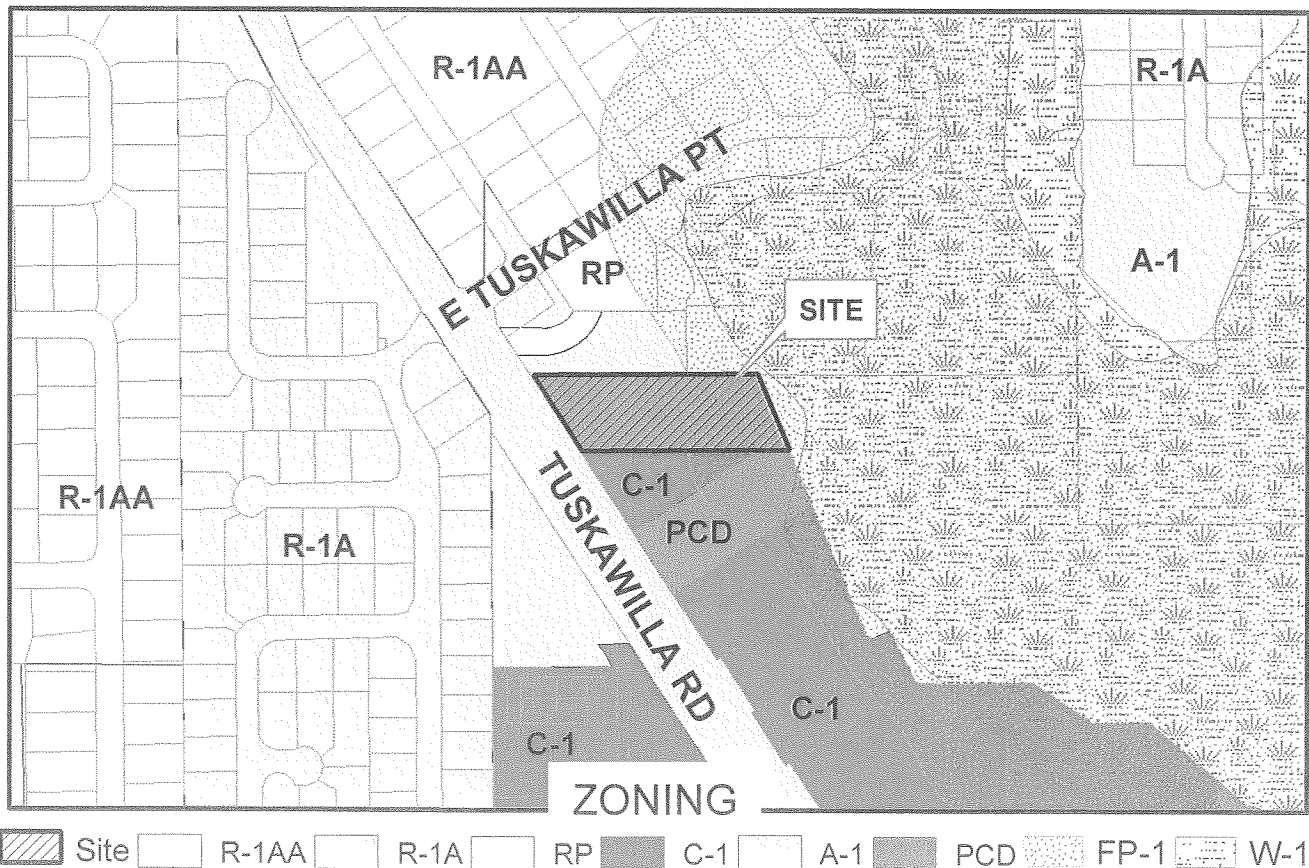 R-1AA
R-1A
E TUSKAWILLA PT
RP
A-1
SITE
R-1AA
R-1A
C-1
PCD
TUSKAWILLA RD
C-1
C-1
ZONING
Site R-1AA R-1A RP C-1 A-1 PCD FP-1 W-1